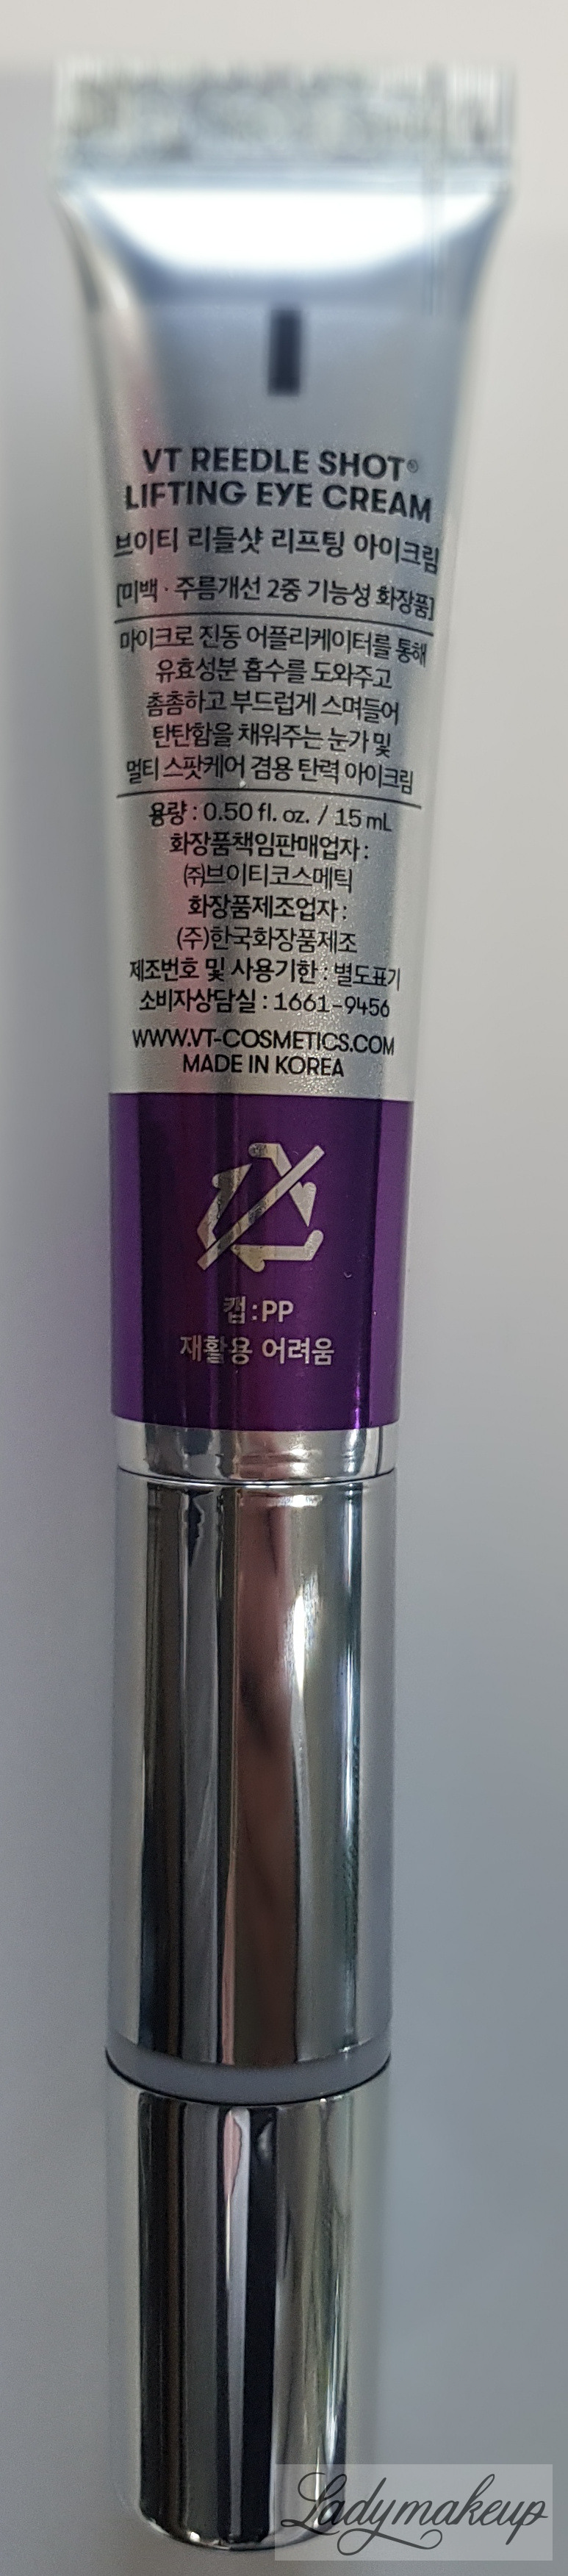 VT REEDLE SHOT®
LIFTING EYE CREAM
브이티 리들샷 리프팅 아이크림
[미백 · 주름개선 2중 기능성 화장품]
마이크로 진동 어플리케이터를 통해
유효성분 흡수를 도와주고
촘촘하고 부드럽게 스며들어
탄탄함을 채워주는 눈가 및
멀티 스팟케어 겸용 탄력 아이크림
용량 : 0.50 fl. oz. / 15 mL
화장품책임판매업자 :
㈜브이티코스메틱
화장품제조업자 :
(주)한국화장품제조
제조번호 및 사용기한 : 별도표기
소비자상담실 : 1661-9456
WWW.VT-COSMETICS.COM
MADE IN KOREA
캡:PP
재활용 어려움
Ladymakeup